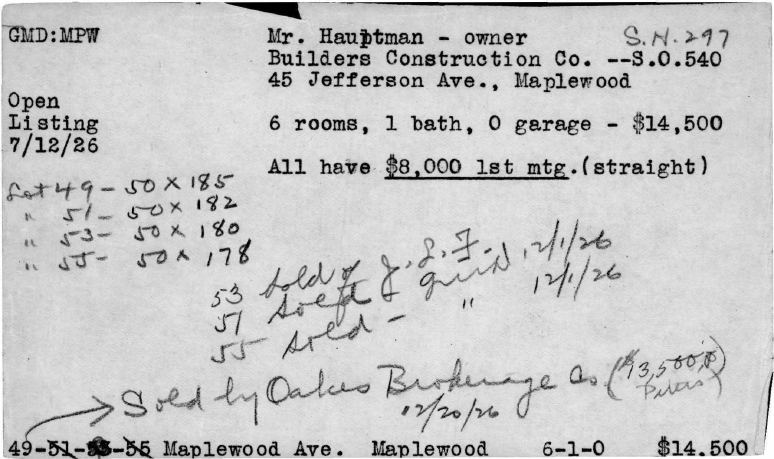 GMD:MPW
Mr. Hauptman - owner S.N.297
Builders Construction Co. --S.O.540
45 Jefferson Ave., Maplewood
Open
Listing
7/12/26
6 rooms, 1 bath, 0 garage - $14,500
All have $8,000 1st mtg.(straight)
Lot 49 - 50 X 185
" 51 - 50 X 182
" 53 - 50 X 180
" 55 - 50 X 178
53 Sold J. L. F. 12/1/26
51 Sold 12/1/26
55 Sold - "
Sold by Oakes Brokerage Co ($13,500
12/20/26
49-51-53-55 Maplewood Ave. Maplewood 6-1-0 $14.500